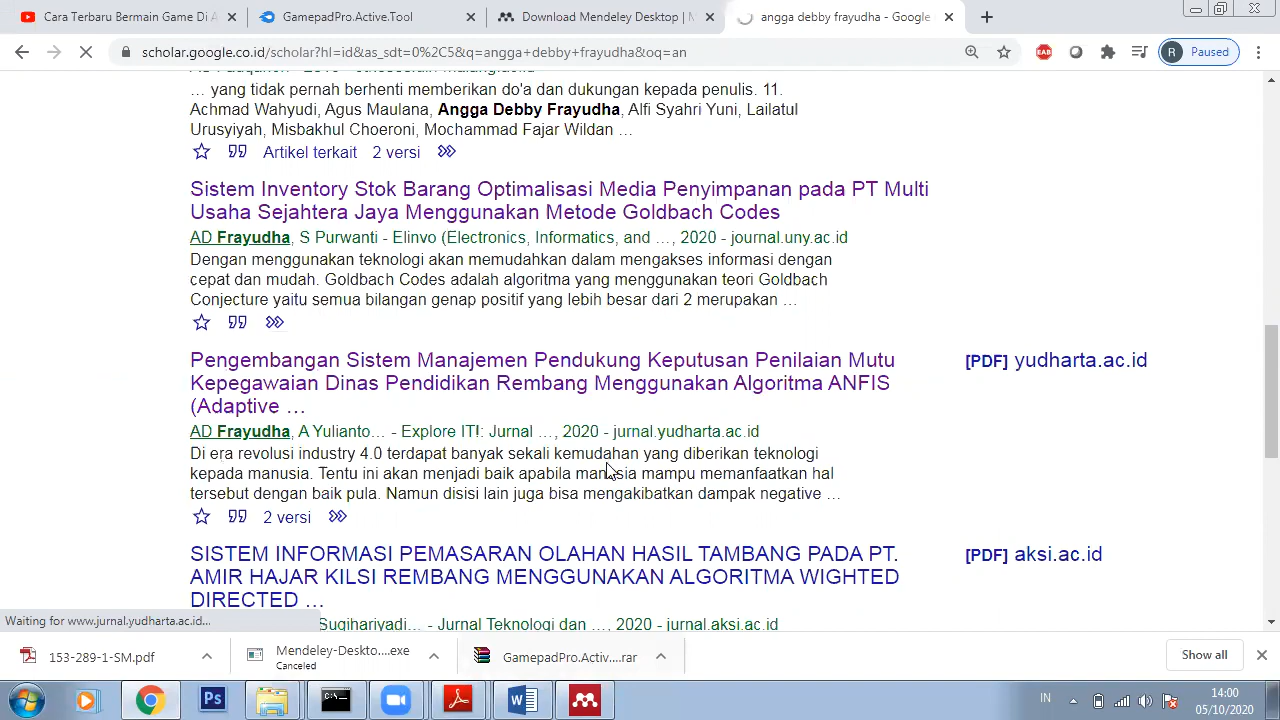 Cara Terbaru Bermain Game Di A
GamepadPro.Active.Tool
Download Mendeley Desktop | M
angga debby frayudha - Google
scholar.google.co.id/scholar?hl=id&as_sdt=0%2C5&q=angga+debby+frayudha&oq=an
EAB
R Paused
… yang tidak pernah berhenti memberikan do'a dan dukungan kepada penulis. 11.
Achmad Wahyudi, Agus Maulana, Angga Debby Frayudha, Alfi Syahri Yuni, Lailatul
Urusyiyah, Misbakhul Choeroni, Mochammad Fajar Wildan …
Artikel terkait 2 versi
Sistem Inventory Stok Barang Optimalisasi Media Penyimpanan pada PT Multi
Usaha Sejahtera Jaya Menggunakan Metode Goldbach Codes
AD Frayudha, S Purwanti - Elinvo (Electronics, Informatics, and …, 2020 - journal.uny.ac.id
Dengan menggunakan teknologi akan memudahkan dalam mengakses informasi dengan
cepat dan mudah. Goldbach Codes adalah algoritma yang menggunakan teori Goldbach
Conjecture yaitu semua bilangan genap positif yang lebih besar dari 2 merupakan …
Pengembangan Sistem Manajemen Pendukung Keputusan Penilaian Mutu
Kepegawaian Dinas Pendidikan Rembang Menggunakan Algoritma ANFIS
(Adaptive …
[PDF] yudharta.ac.id
AD Frayudha, A Yulianto… - Explore IT!: Jurnal …, 2020 - jurnal.yudharta.ac.id
Di era revolusi industry 4.0 terdapat banyak sekali kemudahan yang diberikan teknologi
kepada manusia. Tentu ini akan menjadi baik apabila manusia mampu memanfaatkan hal
tersebut dengan baik pula. Namun disisi lain juga bisa mengakibatkan dampak negative …
2 versi
SISTEM INFORMASI PEMASARAN OLAHAN HASIL TAMBANG PADA PT.
AMIR HAJAR KILSI REMBANG MENGGUNAKAN ALGORITMA WIGHTED
DIRECTED …
[PDF] aksi.ac.id
Sugihariyadi… - Jurnal Teknologi dan …, 2020 - jurnal.aksi.ac.id
Waiting for www.jurnal.yudharta.ac.id...
153-289-1-SM.pdf
Mendeley-Deskto....exe
Canceled
GamepadPro.Activ....rar
Show all
Ps
IN
14:00
05/10/2020